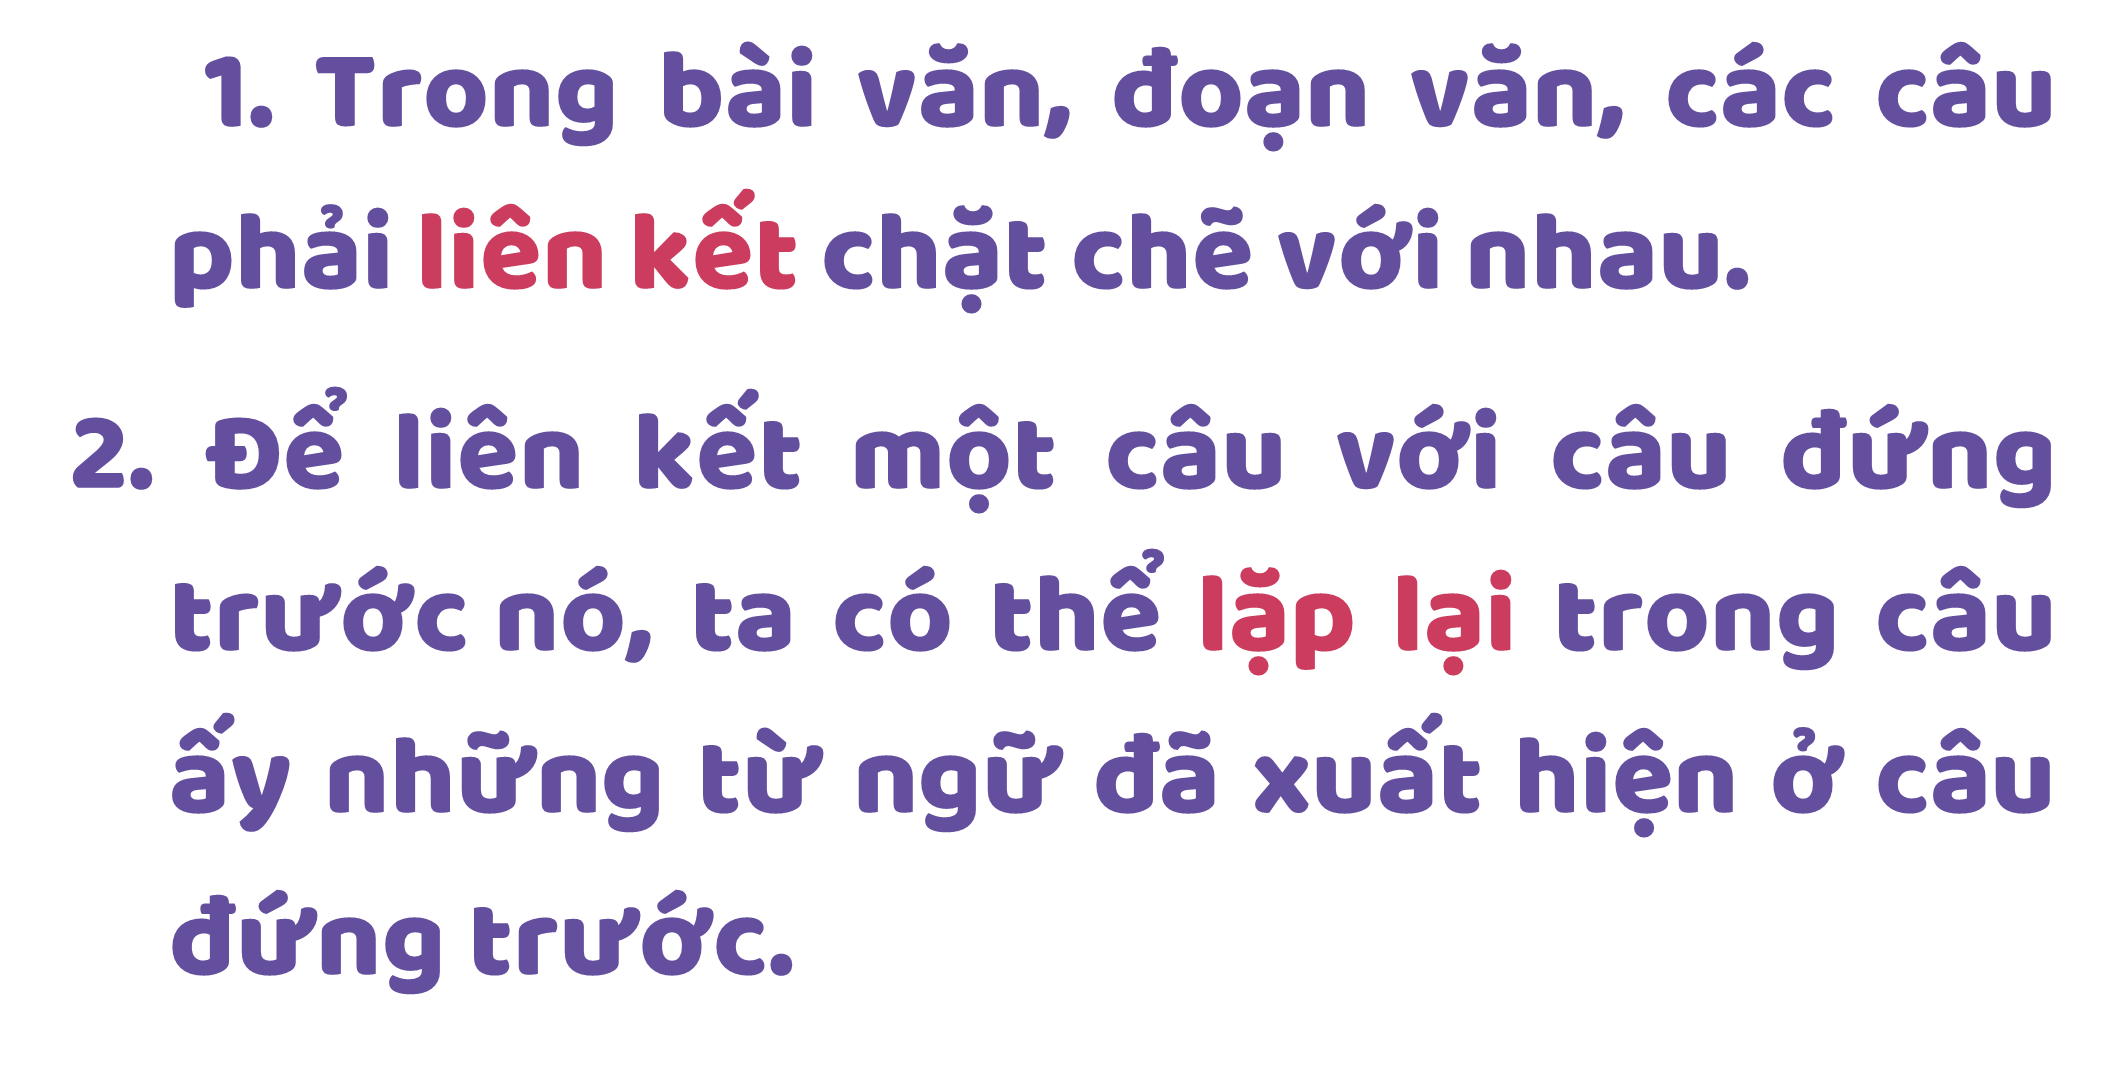 1. Trong bài văn, đoạn văn, các câu
phải liên kết chặt chẽ với nhau.
2. Để liên kết một câu với câu đứng
trước nó, ta có thể lặp lại trong câu
ấy những từ ngữ đã xuất hiện ở câu
đứng trước.